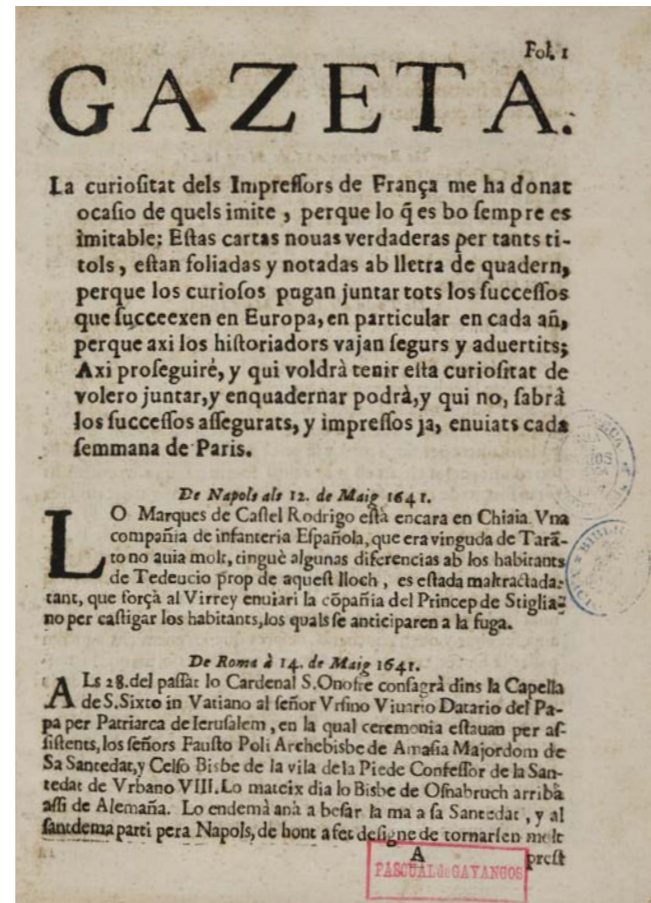 Fol. 1
GAZETA.
La curioſitat dels Impreſſors de França me ha donat
ocaſio de quels imite, perque lo q̃ es bo ſempre es
imitable; Eſtas cartas nouas verdaderas per tants ti-
tols, eſtan foliadas y notadas ab lletra de quadern,
perque los curioſos pugan juntar tots los ſucceſſos
que ſucceexen en Europa, en particular en cada añ,
perque axi los hiſtoriadors vajan ſegurs y aduertits;
Axi proſeguirè, y qui voldrà tenir eſta curioſitat de
volero juntar, y enquadernar podrà, y qui no, ſabrà
los ſucceſſos aſſegurats, y impreſſos ja, enuiats cada
ſemmana de Paris.
De Napols als 12. de Maig 1641.
LO Marques de Caſtel Rodrigo eſtà encara en Chiaia. Vna
compañia de infanteria Eſpañola, que era vinguda de Tarã-
to no auia molt, tinguè algunas diferencias ab los habitants
de Tedeucio prop de aqueſt lloch, es eſtada maltractada:
tant, que forçà al Virrey enuiari la cõpañia del Princep de Stiglia-
no per caſtigar los habitants, los quals ſe anticiparen a la fuga.
De Roma à 14. de Maig 1641.
ALs 28. del paſſat lo Cardenal S. Onofre conſagrà dins la Capella
de S. Sixto in Vatiano al ſeñor Vrſino Viuario Datario del Pa-
pa per Patriarca de Ieruſalem, en la qual ceremonia eſtauan per aſ-
ſiſtents, los ſeñors Fauſto Poli Archebisbe de Amaſia Majordom de
Sa Santedat, y Celſo Bisbe de la vila de la Piede Confeſſor de la San-
tedat de Vrbano VIII. Lo mateix dia lo Bisbe de Oſnabruch arribà
aſſi de Alemaña. Lo endemà anà a beſar la ma a ſa Santedat, y al
ſantdema parti pera Napols, de hont a fet deſigne de tornarſen molt
A preſt
PASCUAL de GAYANGOS